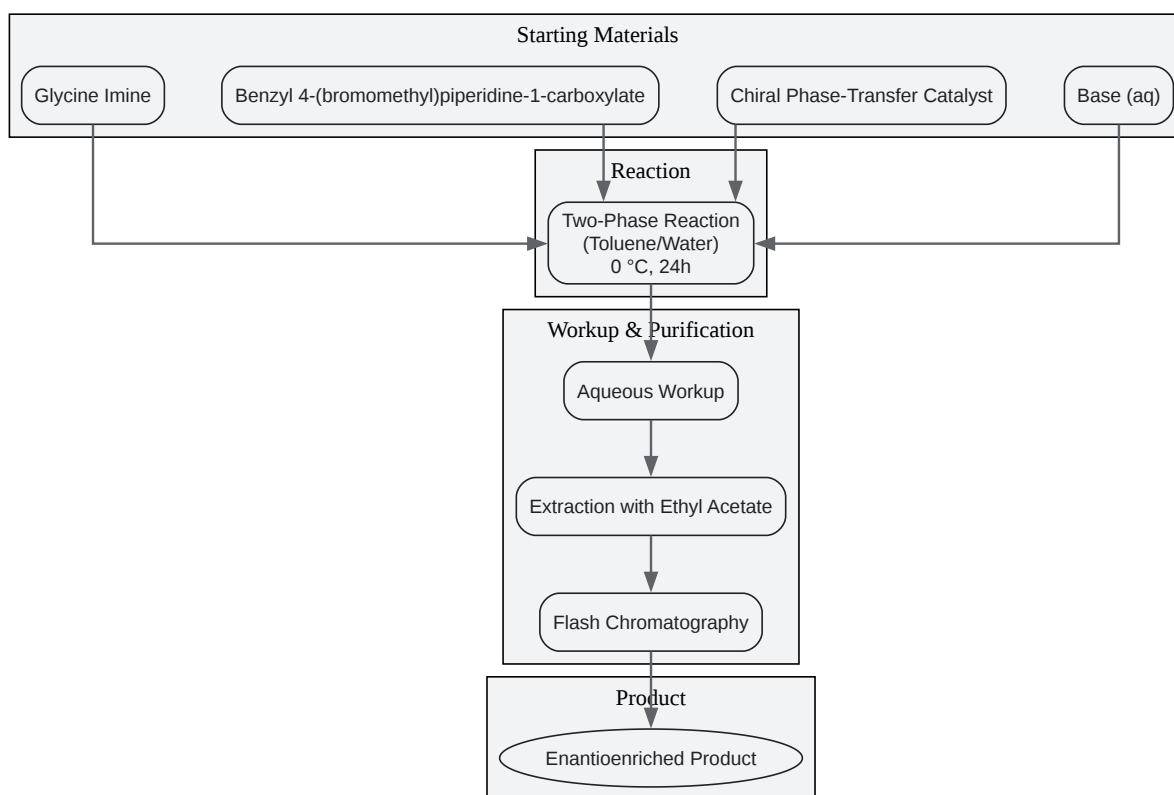 Starting Materials
Glycine Imine
Benzyl 4-(bromomethyl)piperidine-1-carboxylate
Chiral Phase-Transfer Catalyst
Base (aq)
Reaction
Two-Phase Reaction
(Toluene/Water)
0 °C, 24h
Workup & Purification
Aqueous Workup
Extraction with Ethyl Acetate
Flash Chromatography
Product
Enantioenriched Product